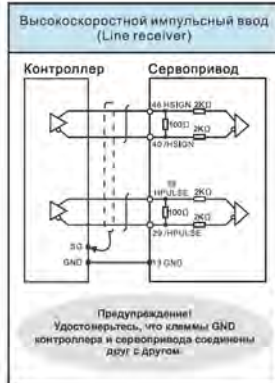 Высокоскоростной импульсный ввод
(Line receiver)
Контроллер Сервопривод
46 HSIGN 2KΩ
100Ω
2KΩ
40 /HSIGN
HPULSE 2KΩ
100Ω
2KΩ
29 /HPULSE
SG
GND 13 GND
Предупреждение!
Удостоверьтесь, что клеммы GND
контроллера и сервопривода соединены
друг с другом.